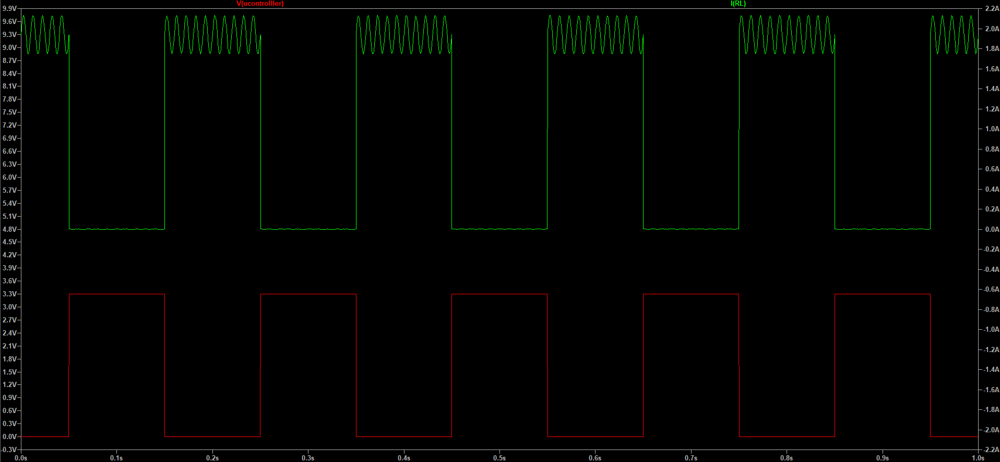 V(ucontrolller) I(RL)
9.9V 2.2A
9.6V
9.3V 2.0A
9.0V 1.8A
8.7V
8.4V 1.6A
8.1V
7.8V 1.4A
7.5V 1.2A
7.2V
6.9V 1.0A
6.6V 0.8A
6.3V
6.0V 0.6A
5.7V 0.4A
5.4V
5.1V 0.2A
4.8V 0.0A
4.5V
4.2V -0.2A
3.9V -0.4A
3.6V
3.3V -0.6A
3.0V -0.8A
2.7V
2.4V -1.0A
2.1V
1.8V -1.2A
1.5V -1.4A
1.2V
0.9V -1.6A
0.6V -1.8A
0.3V
0.0V -2.0A
-0.3V -2.2A
0.0s 0.1s 0.2s 0.3s 0.4s 0.5s 0.6s 0.7s 0.8s 0.9s 1.0s